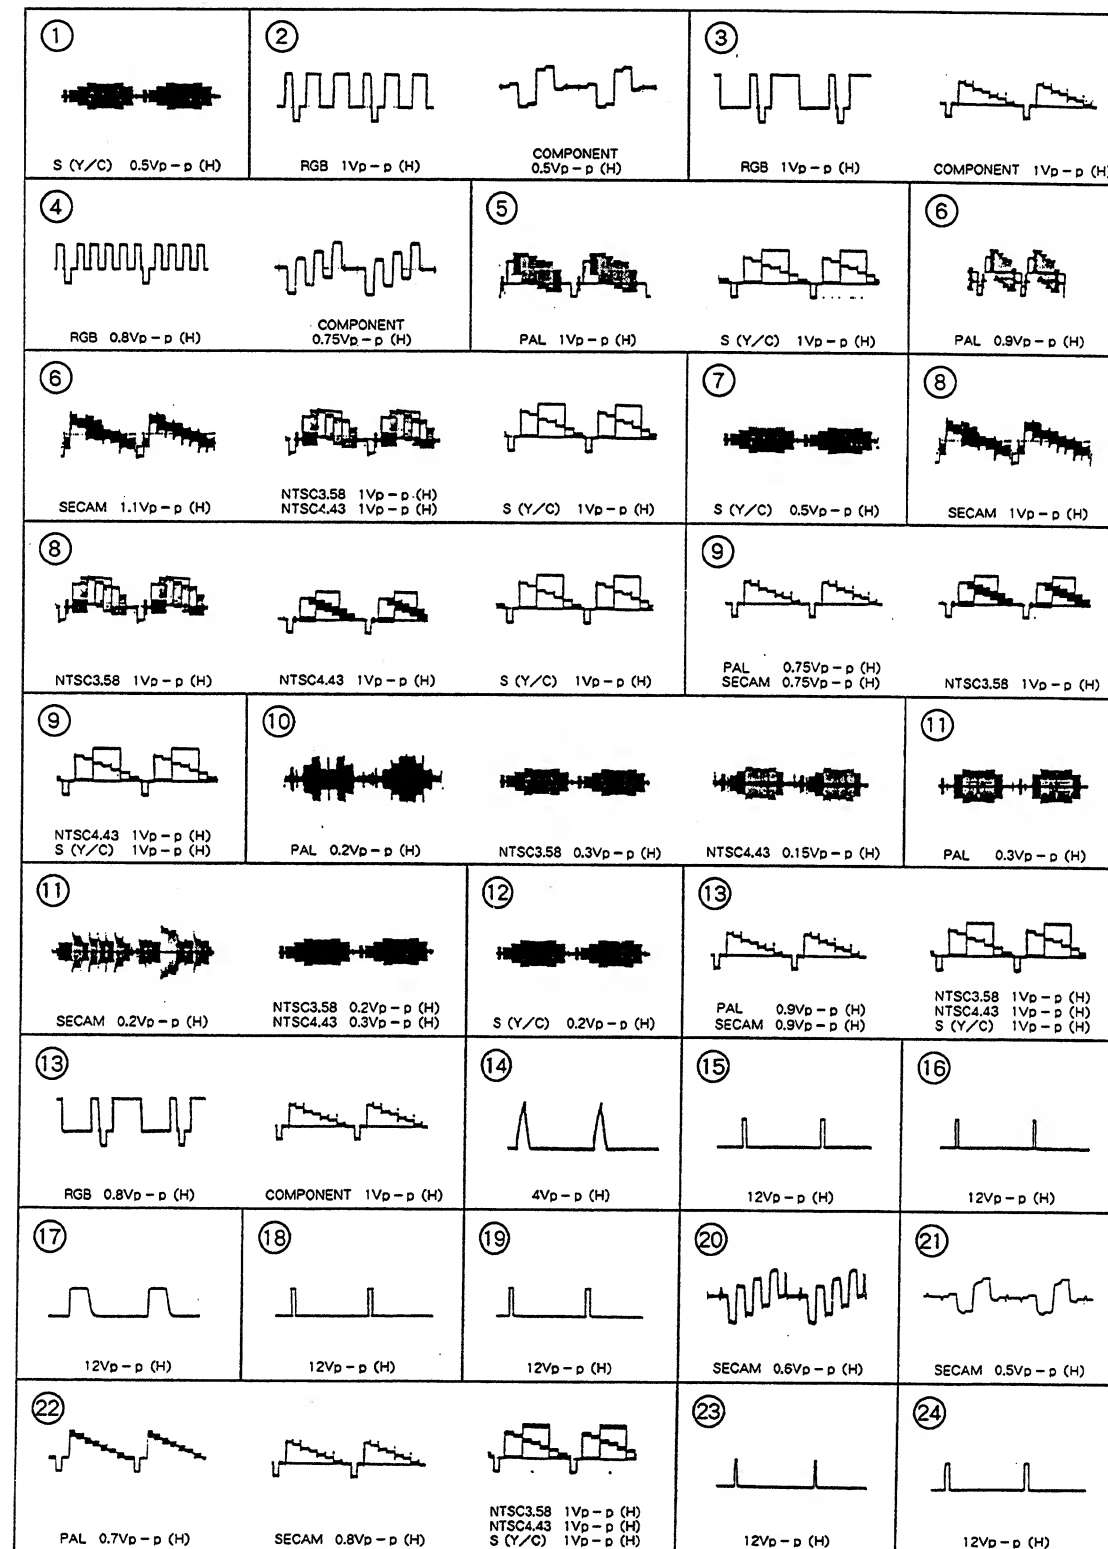 ①
S (Y/C) 0.5Vp-p (H)
②
RGB 1Vp-p (H)
COMPONENT
0.5Vp-p (H)
③
RGB 1Vp-p (H)
COMPONENT 1Vp-p (H)
④
RGB 0.8Vp-p (H)
COMPONENT
0.75Vp-p (H)
⑤
PAL 1Vp-p (H)
S (Y/C) 1Vp-p (H)
⑥
PAL 0.9Vp-p (H)
⑥
SECAM 1.1Vp-p (H)
NTSC3.58 1Vp-p (H)
NTSC4.43 1Vp-p (H)
S (Y/C) 1Vp-p (H)
⑦
S (Y/C) 0.5Vp-p (H)
⑧
SECAM 1Vp-p (H)
⑧
NTSC3.58 1Vp-p (H)
NTSC4.43 1Vp-p (H)
S (Y/C) 1Vp-p (H)
⑨
PAL 0.75Vp-p (H)
SECAM 0.75Vp-p (H)
NTSC3.58 1Vp-p (H)
⑨
NTSC4.43 1Vp-p (H)
S (Y/C) 1Vp-p (H)
⑩
PAL 0.2Vp-p (H)
NTSC3.58 0.3Vp-p (H)
NTSC4.43 0.15Vp-p (H)
⑪
PAL 0.3Vp-p (H)
⑪
SECAM 0.2Vp-p (H)
NTSC3.58 0.2Vp-p (H)
NTSC4.43 0.3Vp-p (H)
⑫
S (Y/C) 0.2Vp-p (H)
⑬
PAL 0.9Vp-p (H)
SECAM 0.9Vp-p (H)
NTSC3.58 1Vp-p (H)
NTSC4.43 1Vp-p (H)
S (Y/C) 1Vp-p (H)
⑬
RGB 0.8Vp-p (H)
COMPONENT 1Vp-p (H)
⑭
4Vp-p (H)
⑮
12Vp-p (H)
⑯
12Vp-p (H)
⑰
12Vp-p (H)
⑱
12Vp-p (H)
⑲
12Vp-p (H)
⑳
SECAM 0.6Vp-p (H)
㉑
SECAM 0.5Vp-p (H)
㉒
PAL 0.7Vp-p (H)
SECAM 0.8Vp-p (H)
NTSC3.58 1Vp-p (H)
NTSC4.43 1Vp-p (H)
S (Y/C) 1Vp-p (H)
㉓
12Vp-p (H)
㉔
12Vp-p (H)